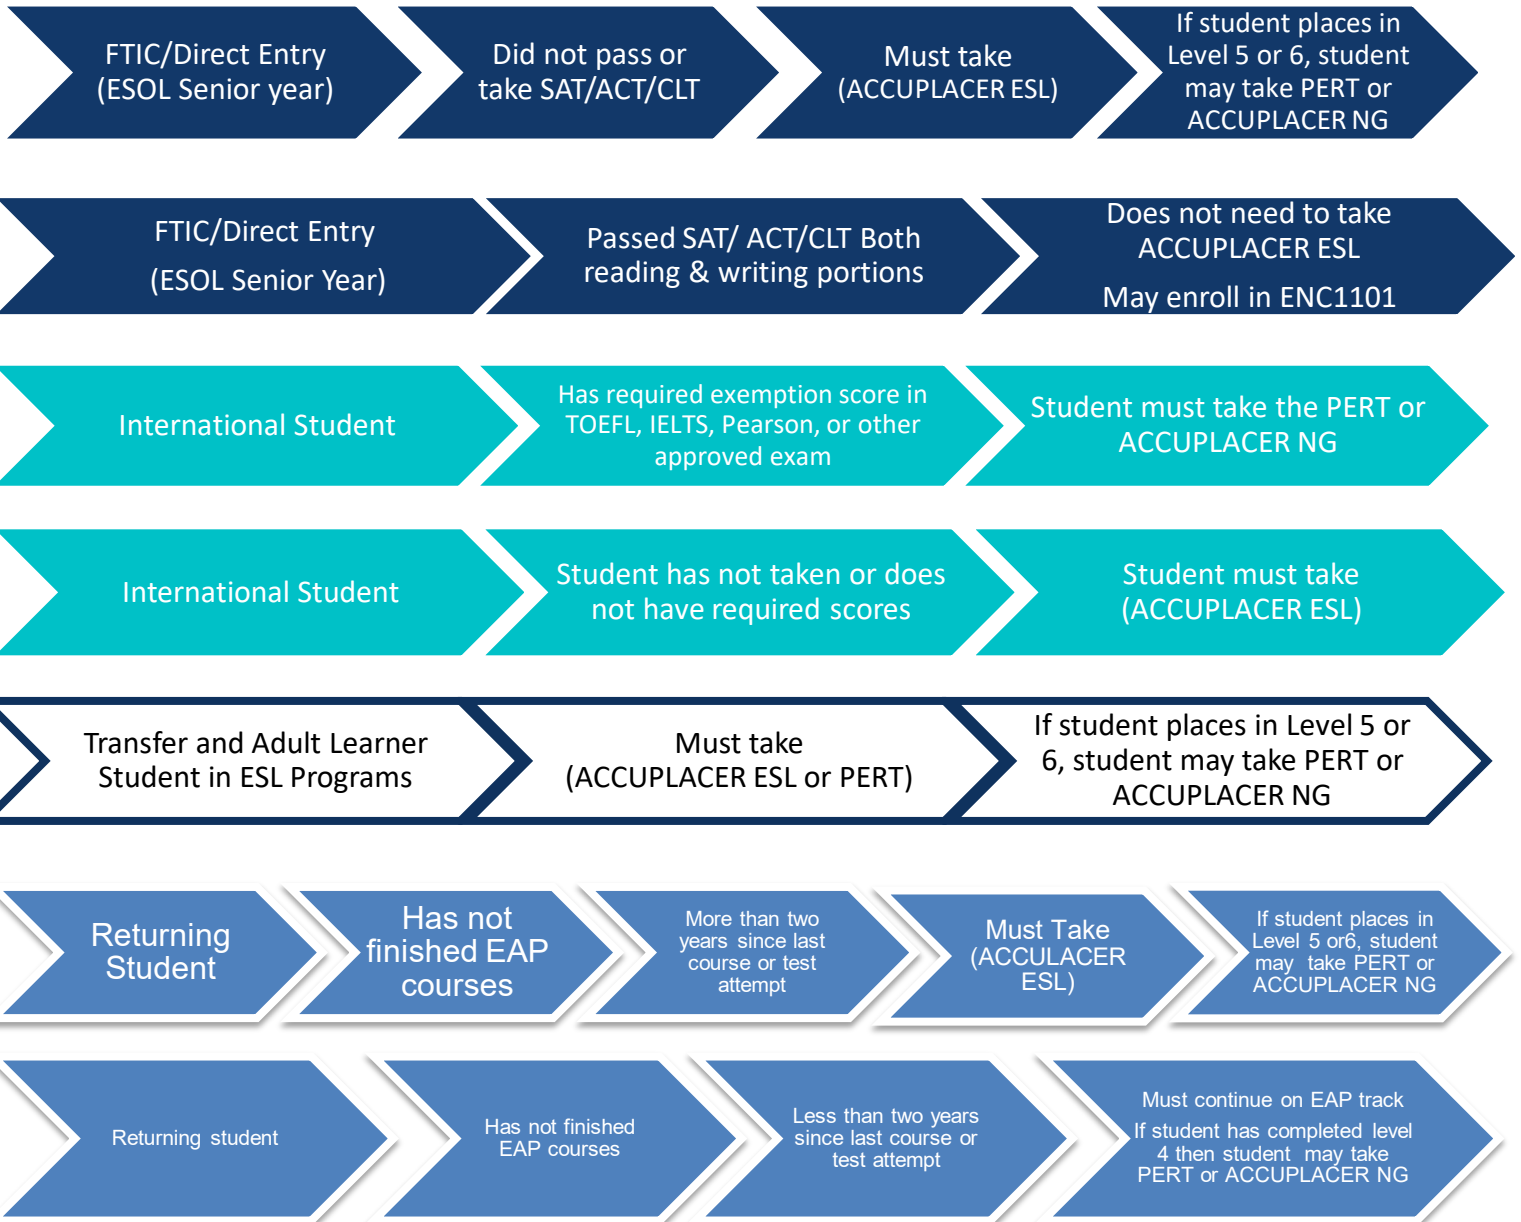 FTIC/Direct Entry
(ESOL Senior year)
Did not pass or
take SAT/ACT/CLT
Must take
(ACCUPLACER ESL)
If student places in
Level 5 or 6, student
may take PERT or
ACCUPLACER NG
FTIC/Direct Entry
(ESOL Senior Year)
Passed SAT/ ACT/CLT Both
reading & writing portions
Does not need to take
ACCUPLACER ESL
May enroll in ENC1101
International Student
Has required exemption score in
TOEFL, IELTS, Pearson, or other
approved exam
Student must take the PERT or
ACCUPLACER NG
International Student
Student has not taken or does
not have required scores
Student must take
(ACCUPLACER ESL)
Transfer and Adult Learner
Student in ESL Programs
Must take
(ACCUPLACER ESL or PERT)
If student places in Level 5 or
6, student may take PERT or
ACCUPLACER NG
Returning
Student
Has not
finished EAP
courses
More than two
years since last
course or test
attempt
Must Take
(ACCULACER
ESL)
If student places in
Level 5 or6, student
may take PERT or
ACCUPLACER NG
Returning student
Has not finished
EAP courses
Less than two years
since last course or
test attempt
Must continue on EAP track
If student has completed level
4 then student may take
PERT or ACCUPLACER NG